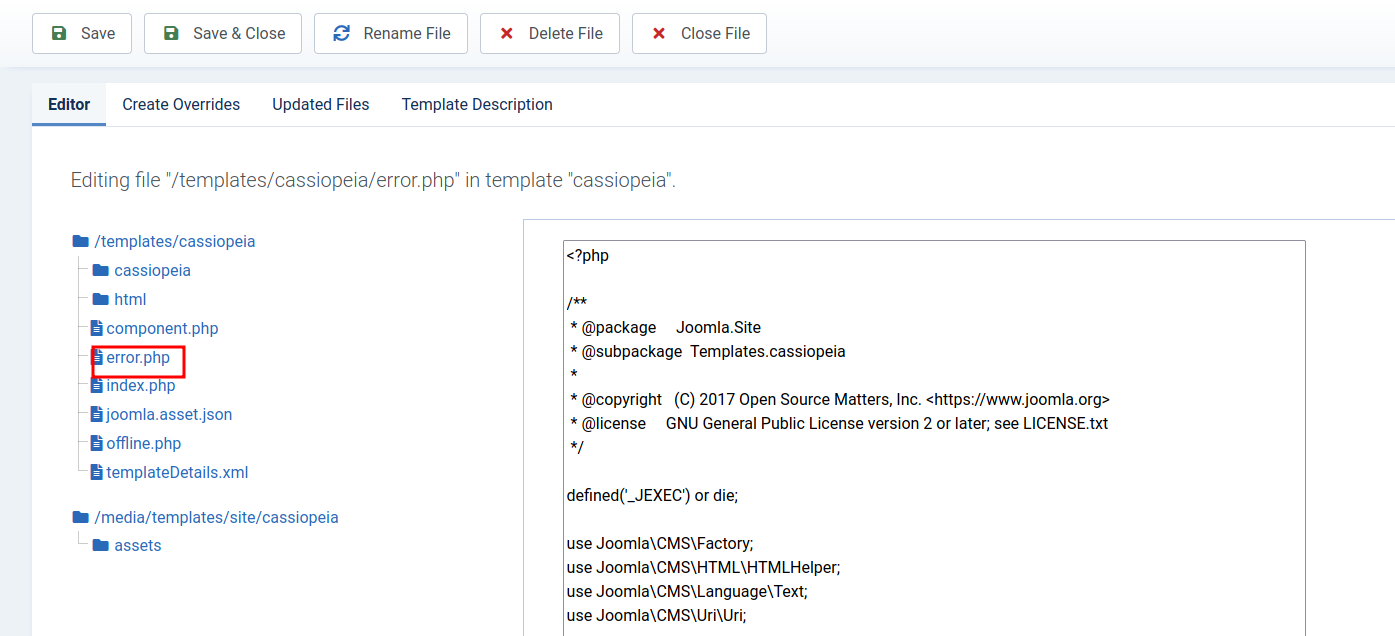 Save Save & Close Rename File Delete File Close File
Editor Create Overrides Updated Files Template Description
Editing file "/templates/cassiopeia/error.php" in template "cassiopeia".
/templates/cassiopeia
cassiopeia
html
component.php
error.php
index.php
joomla.asset.json
offline.php
templateDetails.xml
/media/templates/site/cassiopeia
assets
<?php
/**
* @package Joomla.Site
* @subpackage Templates.cassiopeia
*
* @copyright (C) 2017 Open Source Matters, Inc. <https://www.joomla.org>
* @license GNU General Public License version 2 or later; see LICENSE.txt
*/
defined('_JEXEC') or die;
use Joomla\CMS\Factory;
use Joomla\CMS\HTML\HTMLHelper;
use Joomla\CMS\Language\Text;
use Joomla\CMS\Uri\Uri;